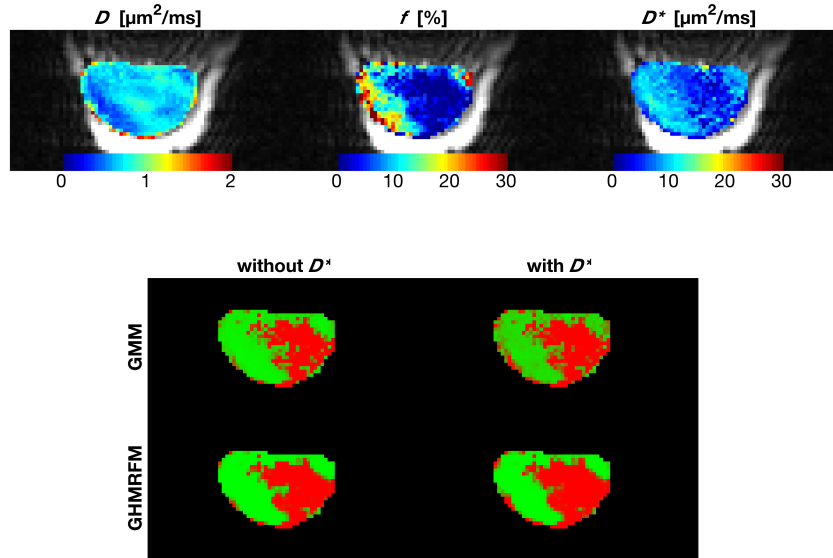 D [µm²/ms] f [%] D* [µm²/ms]
0 1 2 0 10 20 30 0 10 20 30
without D* with D*
GMM
GHMRFM